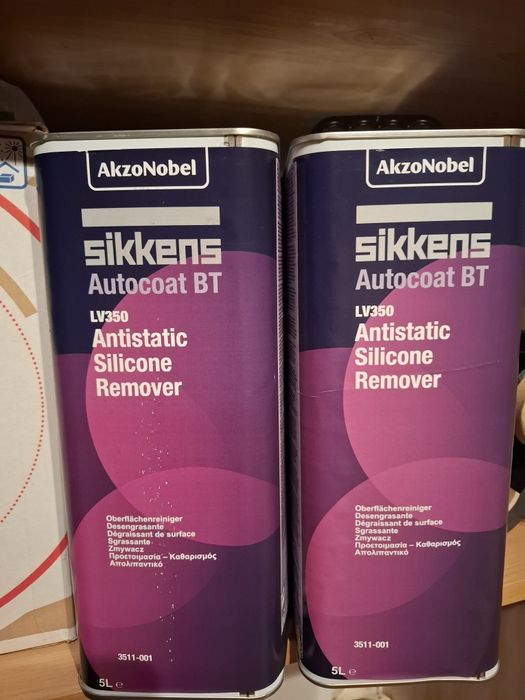 AkzoNobel
sikkens
Autocoat BT
LV350
Antistatic
Silicone
Remover
Oberflächenreiniger
Desengrasante
Dégraissant de surface
Sgrassante
Zmywacz
Προετοιμασία – Καθαρισμός
Απολιπαντικό
3511-001
5L e
AkzoNobel
sikkens
Autocoat BT
LV350
Antistatic
Silicone
Remover
Oberflächenreiniger
Desengrasante
Dégraissant de surface
Sgrassante
Zmywacz
Προετοιμασία – Καθαρισμός
Απολιπαντικό
3511-001
5L e